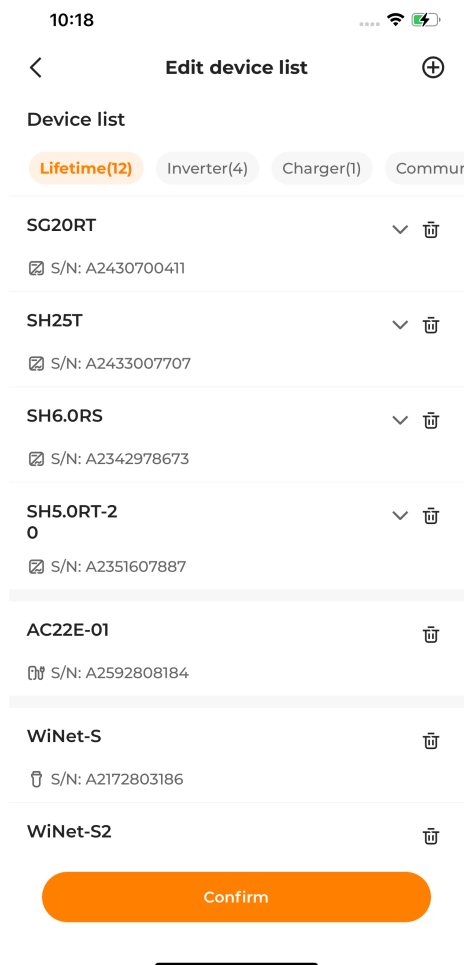 10:18
Edit device list
Device list
Lifetime(12) Inverter(4) Charger(1) Commun
SG20RT
S/N: A2430700411
SH25T
S/N: A2433007707
SH6.0RS
S/N: A2342978673
SH5.0RT-2
0
S/N: A2351607887
AC22E-01
S/N: A2592808184
WiNet-S
S/N: A2172803186
WiNet-S2
Confirm